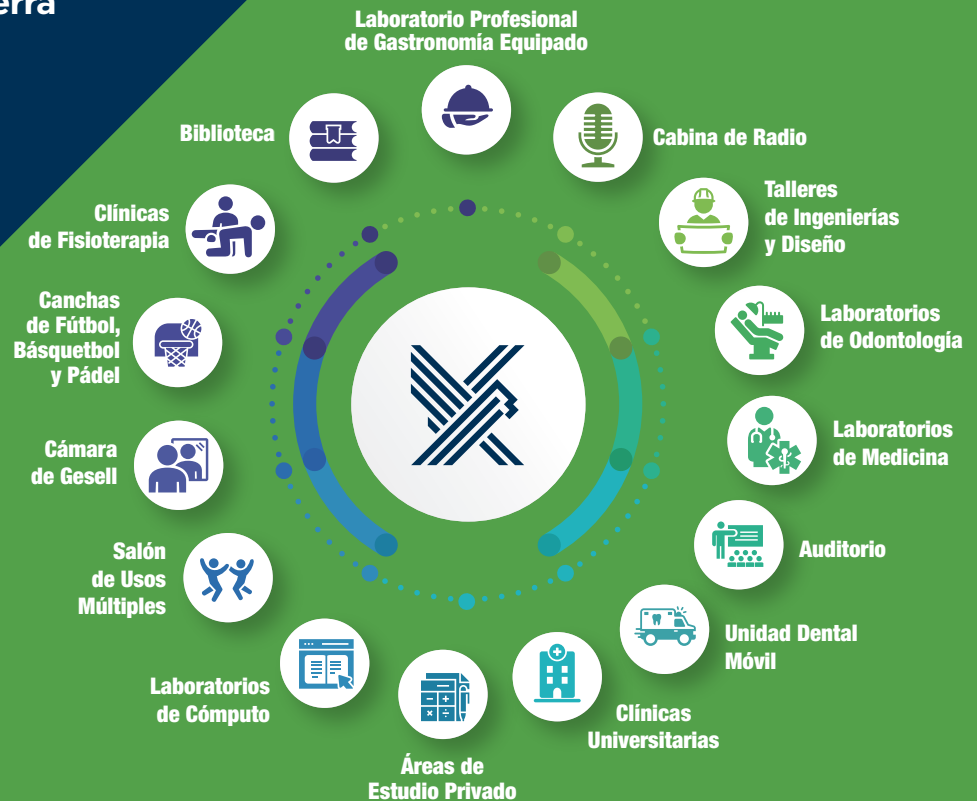 erra
Laboratorio Profesional
de Gastronomía Equipado
Cabina de Radio
Talleres
de Ingenierías
y Diseño
Laboratorios
de Odontología
Laboratorios
de Medicina
Auditorio
Unidad Dental
Móvil
Clínicas
Universitarias
Áreas de
Estudio Privado
Laboratorios
de Cómputo
Salón
de Usos
Múltiples
Cámara
de Gesell
Canchas
de Fútbol,
Básquetbol
y Pádel
Clínicas
de Fisioterapia
Biblioteca